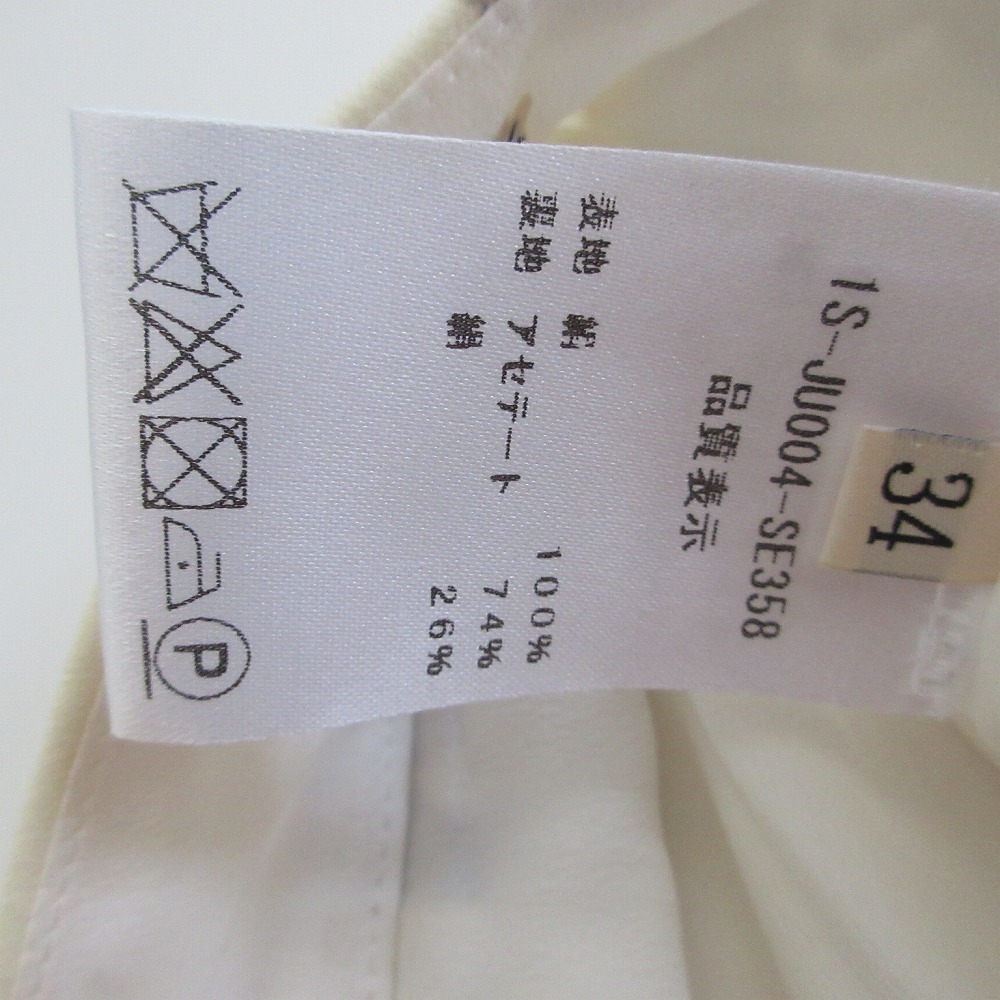 34
1S-JU004-SE358
品質表示
表地 絹 100%
裏地 アセテート 74%
絹 26%
P